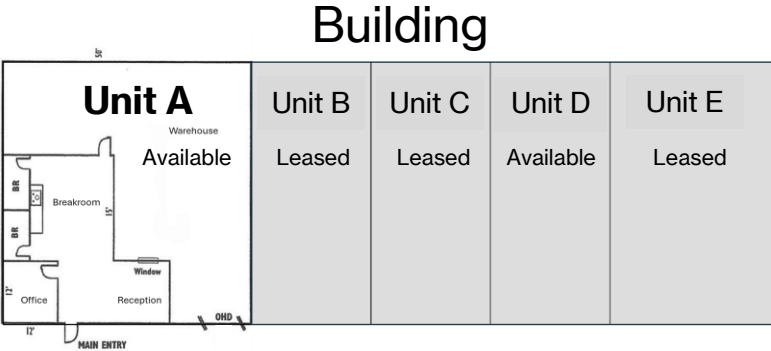 Building
50'
Unit A
Unit B
Unit C
Unit D
Unit E
Warehouse
Available
Leased
Leased
Available
Leased
BR
Breakroom
15'
BR
Window
12'
Office
Reception
OHD
12'
MAIN ENTRY